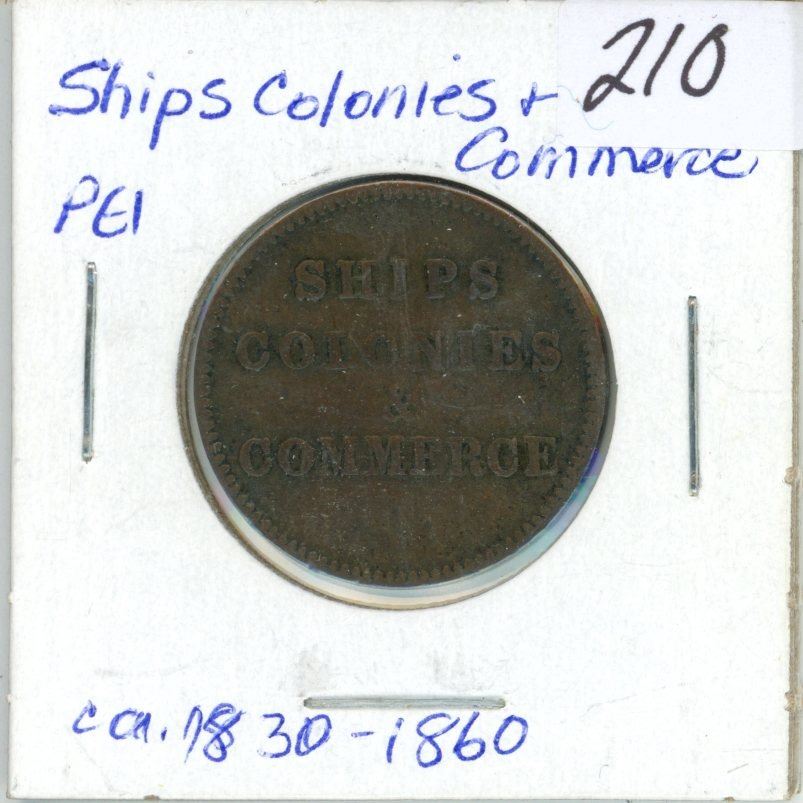 210
Ships Colonies +
Commerce
PEI
SHIPS
COLONIES
&
COMMERCE
ca. 1830-1860